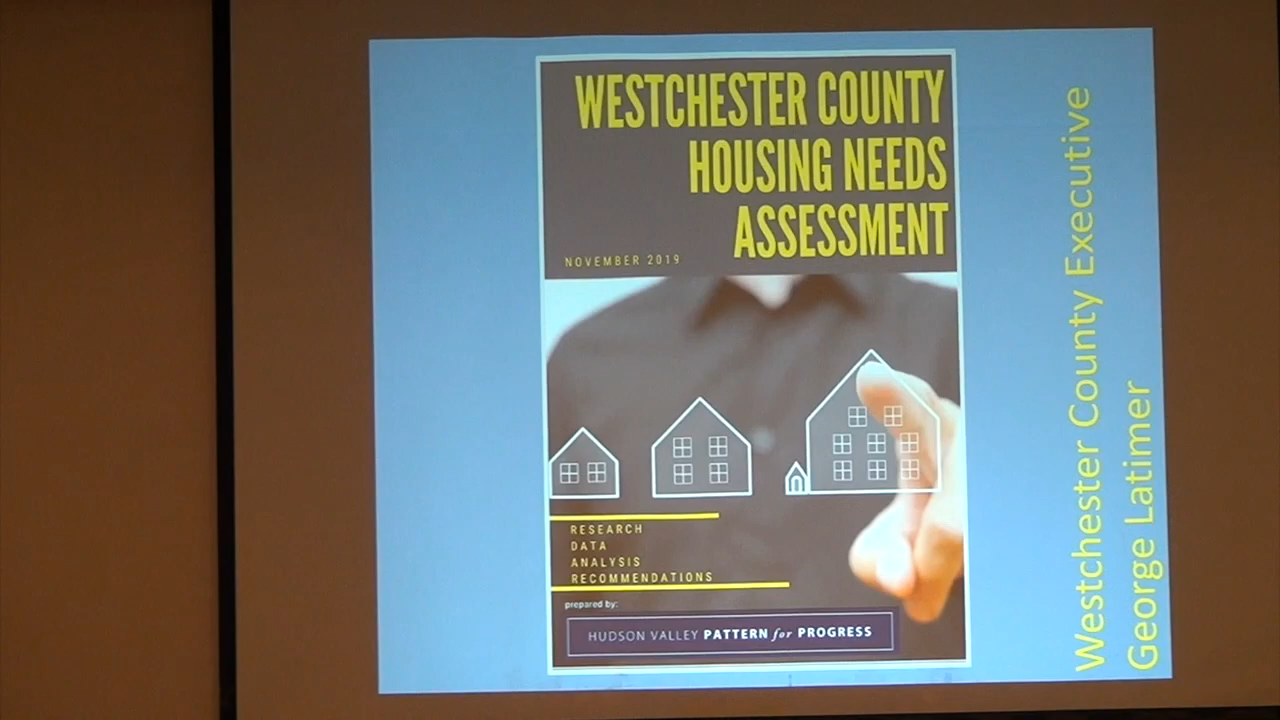 WESTCHESTER COUNTY
HOUSING NEEDS
ASSESSMENT
NOVEMBER 2019
RESEARCH
DATA
ANALYSIS
RECOMMENDATIONS
prepared by:
HUDSON VALLEY PATTERN for PROGRESS
Westchester County Executive
George Latimer